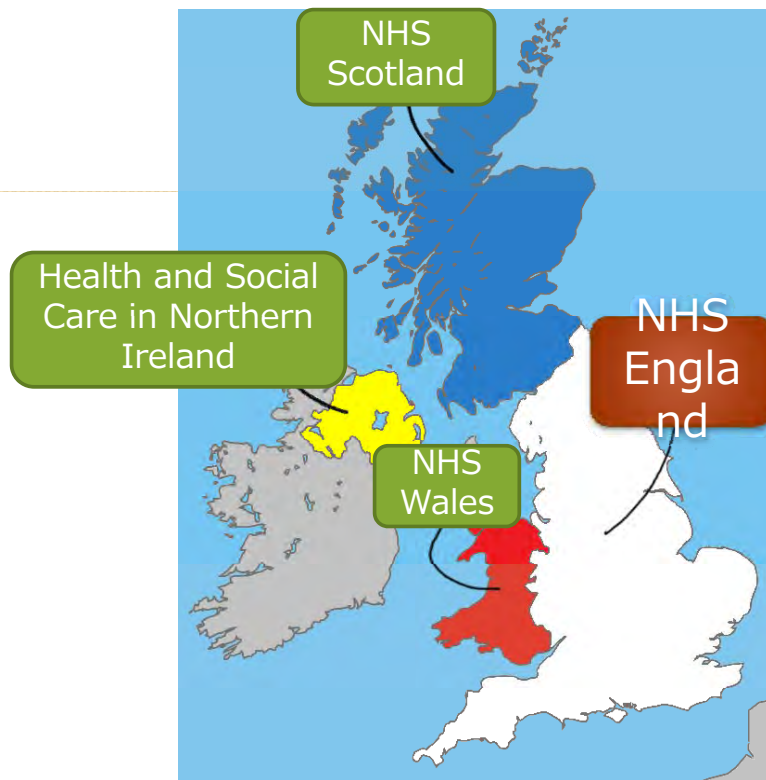 NHS
Scotland
Health and Social
Care in Northern
Ireland
NHS
Engla
nd
NHS
Wales